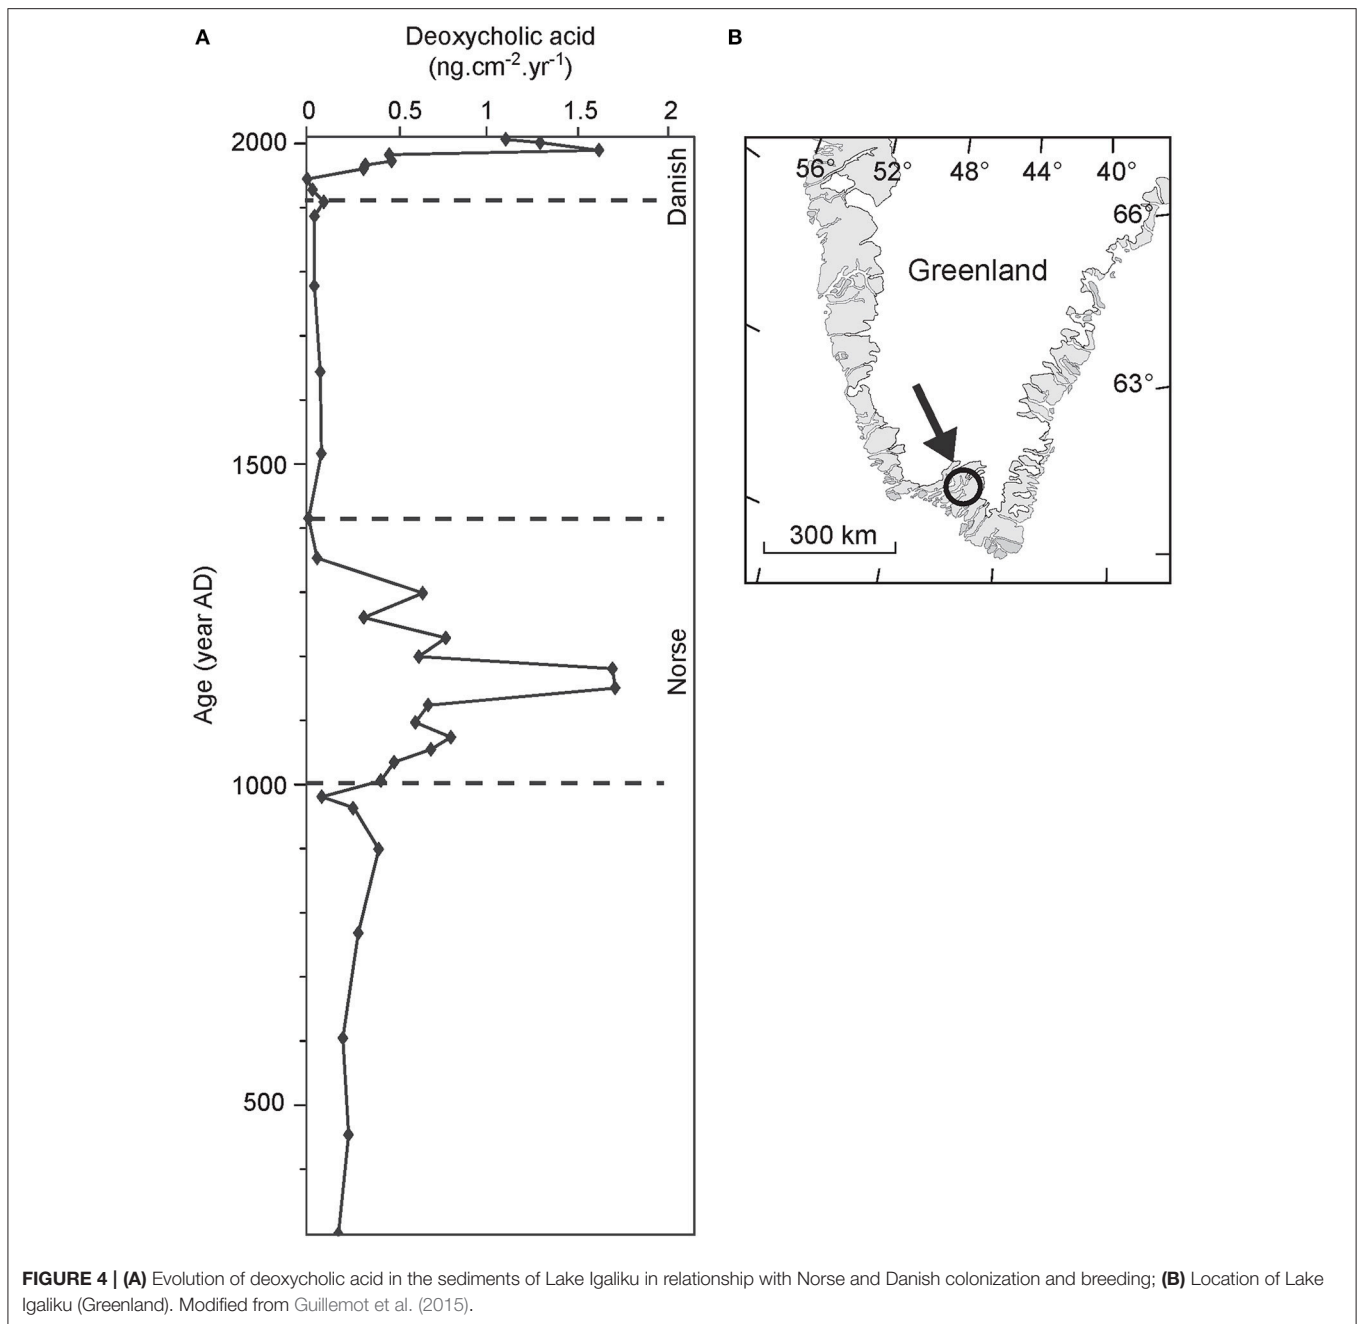 A
Deoxycholic acid
(ng.cm-2.yr-1)
0 0.5 1 1.5 2
2000
1500
1000
500
Age (year AD)
Danish
Norse
B
56° 52° 48° 44° 40°
66°
63°
Greenland
300 km
FIGURE 4 | (A) Evolution of deoxycholic acid in the sediments of Lake Igaliku in relationship with Norse and Danish colonization and breeding; (B) Location of Lake
Igaliku (Greenland). Modified from Guillemot et al. (2015).